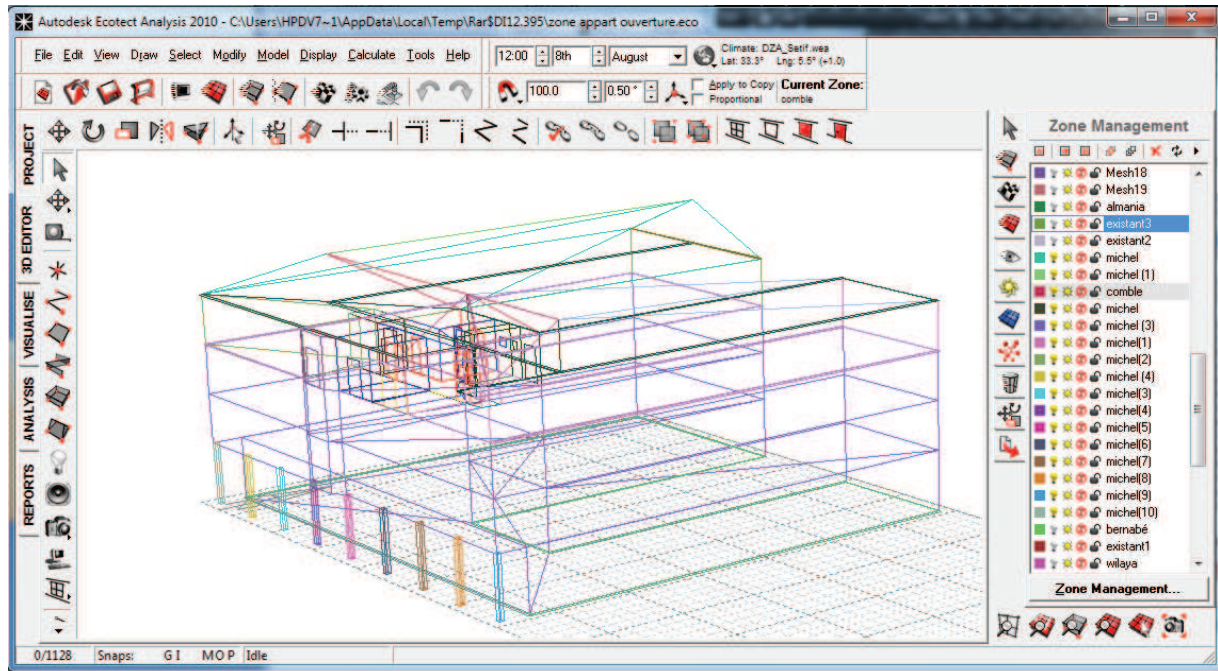 Autodesk Ecotect Analysis 2010 - C:\Users\HPDV7~1\AppData\Local\Temp\Rar$DI12.395\zone appart ouverture.eco
File Edit View Draw Select Modify Model Display Calculate Tools Help
12:00 8th August
Climate: DZA_Setif.wea
Lat: 33.3° Lng: 5.5° (+1.0)
100.0 0.50 °
Apply to Copy
Proportional
Current Zone:
comble
PROJECT
3D EDITOR
VISUALISE
ANALYSIS
REPORTS
Zone Management
Mesh18
Mesh19
almania
existant3
existant2
michel
michel (1)
comble
michel
michel (3)
michel(1)
michel(2)
michel (4)
michel(3)
michel(4)
michel(5)
michel(6)
michel(7)
michel(8)
michel(9)
michel(10)
bernabé
existant1
wilaya
Zone Management...
0/1128 Snaps: G I M O P Idle